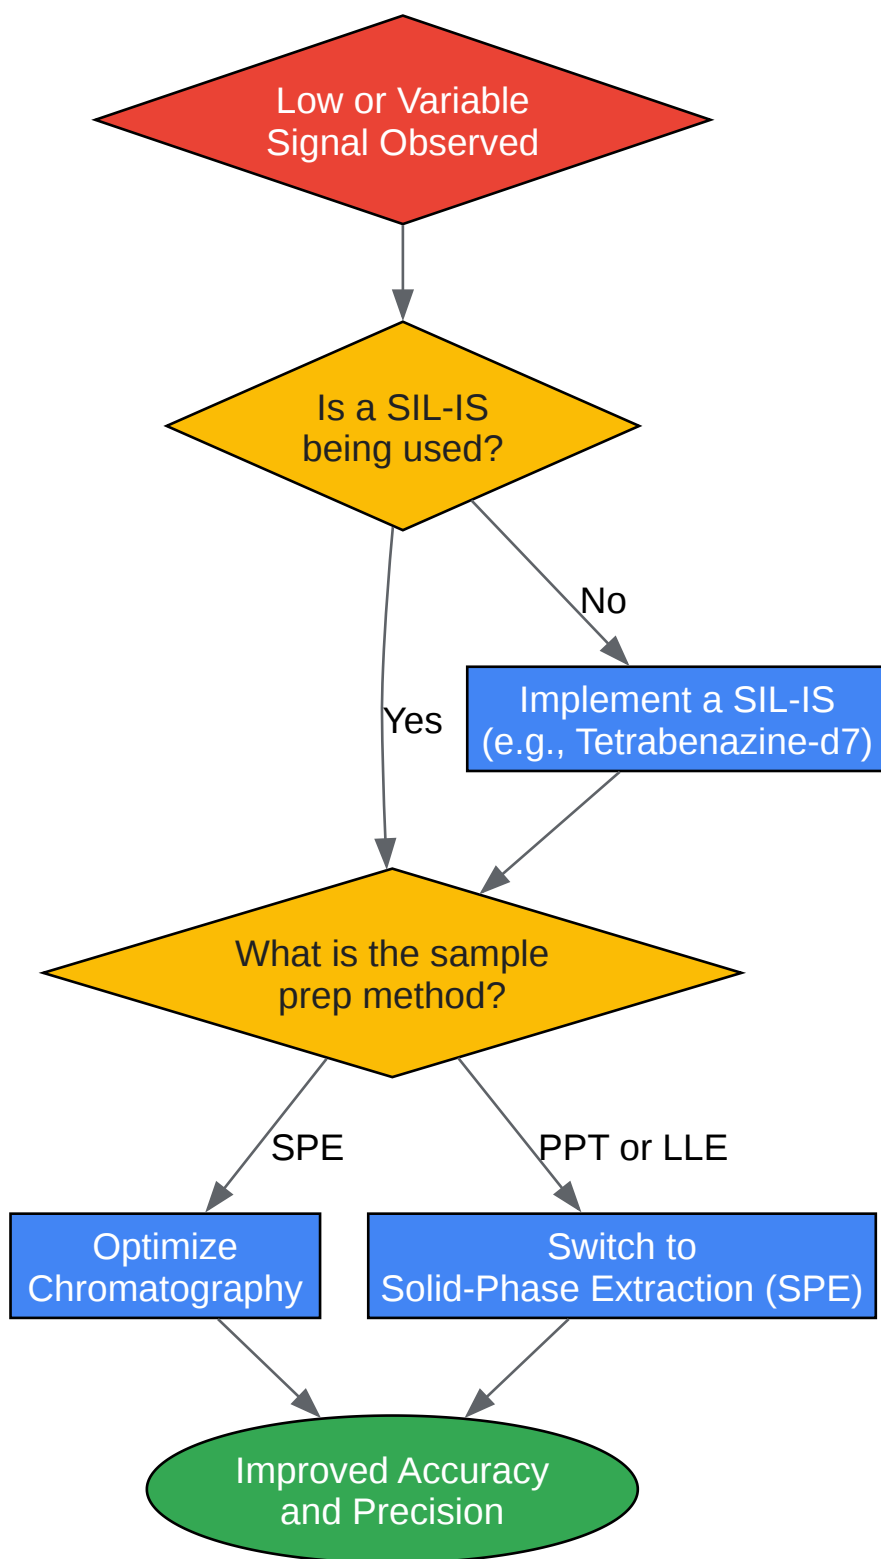 Low or Variable
Signal Observed
Is a SIL-IS
being used?
No
Implement a SIL-IS
(e.g., Tetrabenazine-d7)
Yes
What is the sample
prep method?
SPE
PPT or LLE
Optimize
Chromatography
Switch to
Solid-Phase Extraction (SPE)
Improved Accuracy
and Precision